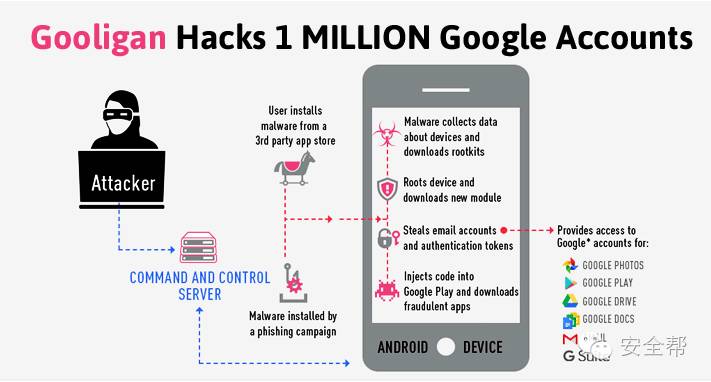 Gooligan Hacks 1 MILLION Google Accounts
Attacker
COMMAND AND CONTROL
SERVER
User installs
malware from a
3rd party app store
Malware installed by
a phishing campaign
Malware collects data
about devices and
downloads rootkits
Roots device and
downloads new module
Steals email accounts
and authentication tokens
Injects code into
Google Play and downloads
fraudulent apps
ANDROID DEVICE
Provides access to
Google* accounts for:
GOOGLE PHOTOS
GOOGLE PLAY
GOOGLE DRIVE
GOOGLE DOCS
G Suite
安全帮